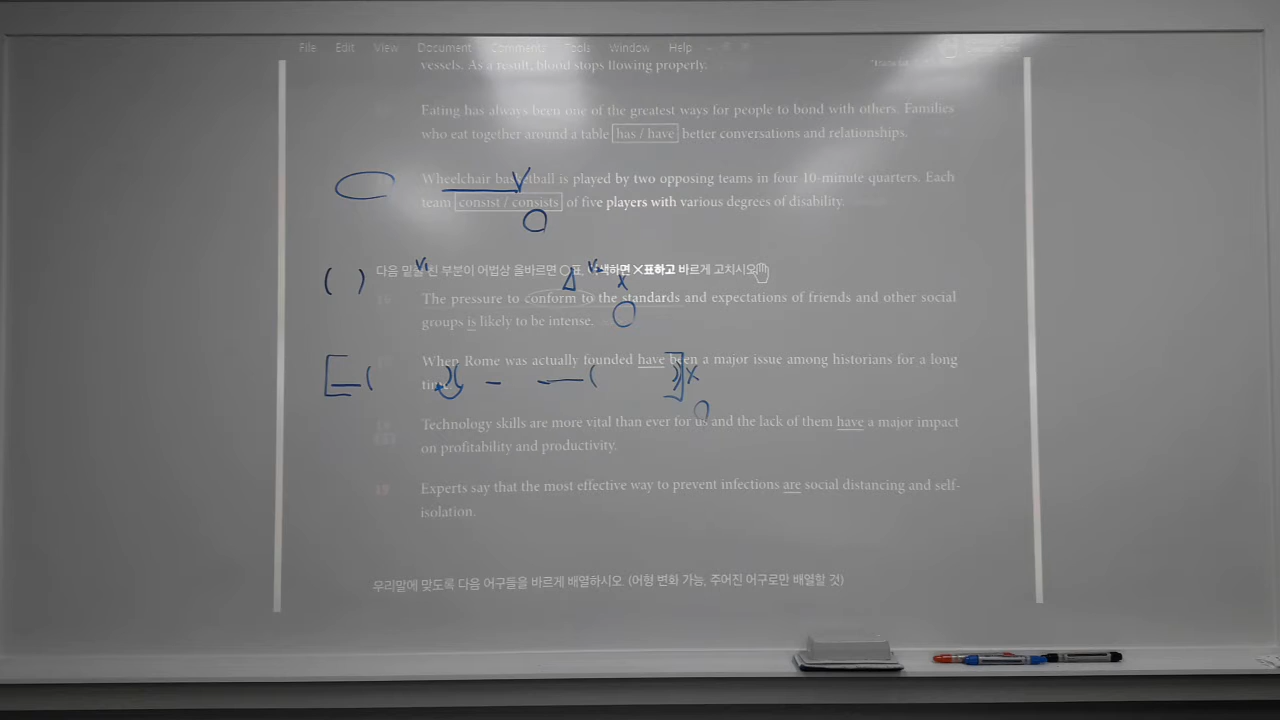 File Edit View Document Comments Tools Window Help
vessels. As a result, blood stops flowing properly.
Eating has always been one of the greatest ways for people to bond with others. Families
who eat together around a table has / have better conversations and relationships.
Wheelchair basketball is played by two opposing teams in four 10-minute quarters. Each
team consist / consists of five players with various degrees of disability.
V₁ V₂
다음 밑줄 친 부분이 어법상 올바르면 ○표, 어색하면 ×표하고 바르게 고치시오.
16 The pressure to conform to the standards and expectations of friends and other social
groups is likely to be intense.
When Rome was actually founded have been a major issue among historians for a long
time.
Technology skills are more vital than ever for us and the lack of them have a major impact
on profitability and productivity.
19 Experts say that the most effective way to prevent infections are social distancing and self-
isolation.
우리말에 맞도록 다음 어구들을 바르게 배열하시오. (어형 변화 가능, 주어진 어구로만 배열할 것)